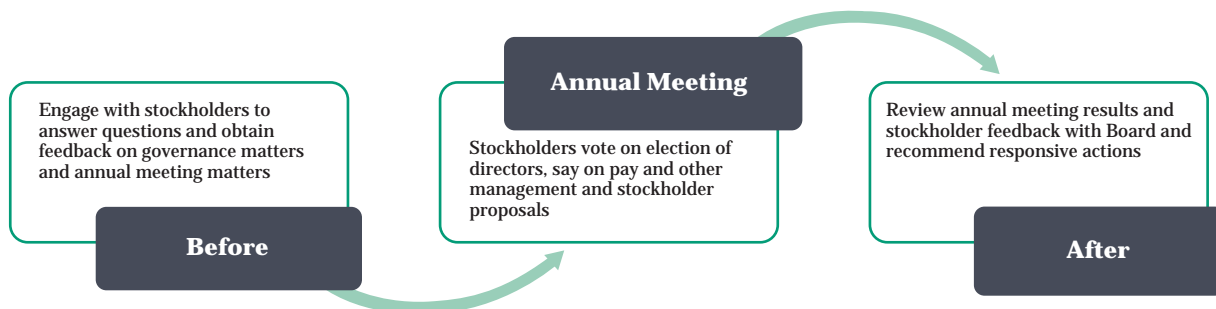 Engage with stockholders to
answer questions and obtain
feedback on governance matters
and annual meeting matters
Before
Annual Meeting
Stockholders vote on election of
directors, say on pay and other
management and stockholder
proposals
Review annual meeting results and
stockholder feedback with Board and
recommend responsive actions
After